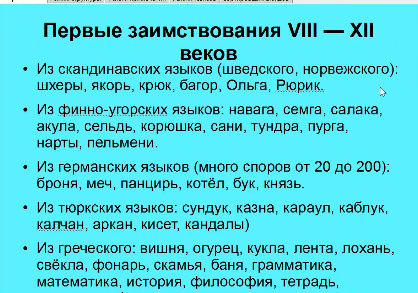 Первые заимствования VIII — XII
веков
• Из скандинавских языков (шведского, норвежского):
шхеры, якорь, крюк, багор, Ольга, Рюрик.
• Из финно-угорских языков: навага, семга, салака,
акула, сельдь, корюшка, сани, тундра, пурга,
нарты, пельмени.
• Из германских языков (много споров от 20 до 200):
броня, меч, панцирь, котёл, бук, князь.
• Из тюркских языков: сундук, казна, караул, каблук,
калчан, аркан, кисет, кандалы)
• Из греческого: вишня, огурец, кукла, лента, лохань,
свёкла, фонарь, скамья, баня, грамматика,
математика, история, философия, тетрадь,